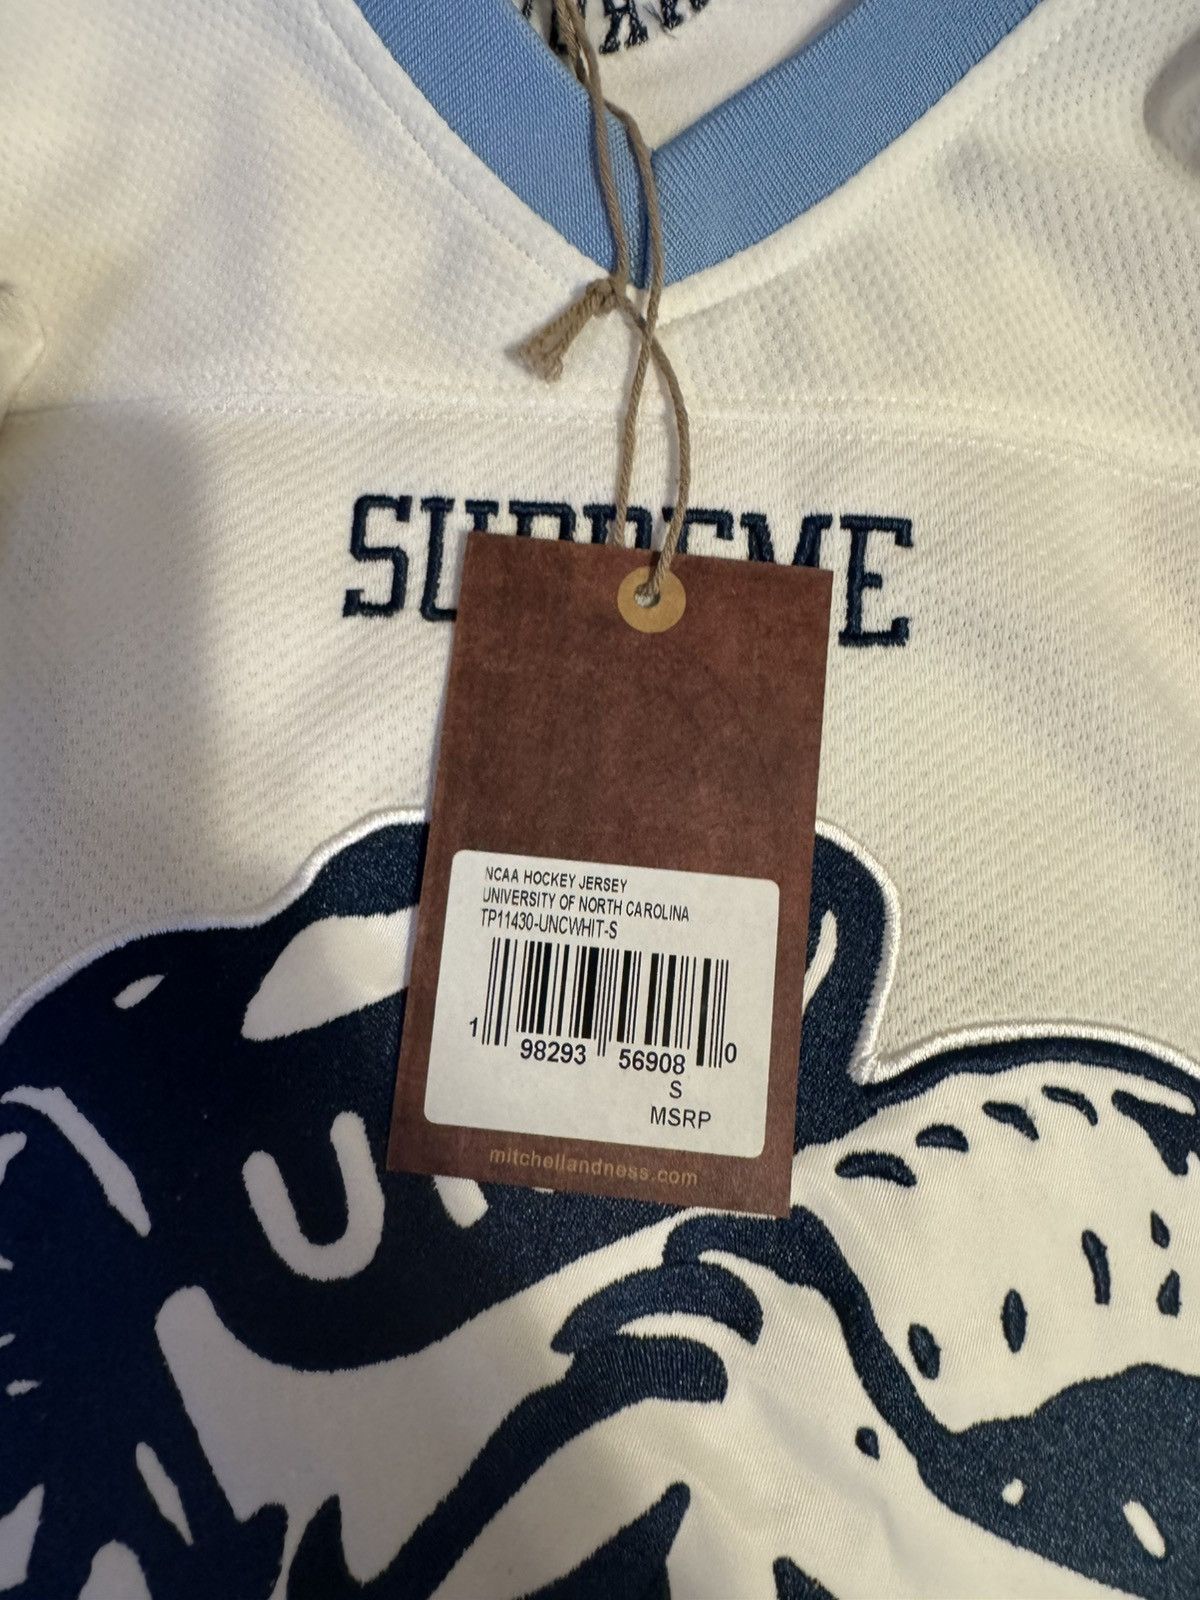 SUPREME
NCAA HOCKEY JERSEY
UNIVERSITY OF NORTH CAROLINA
TP11430-UNCWHIT-S
1 98293 56908 0
S
MSRP
mitchellandness.com